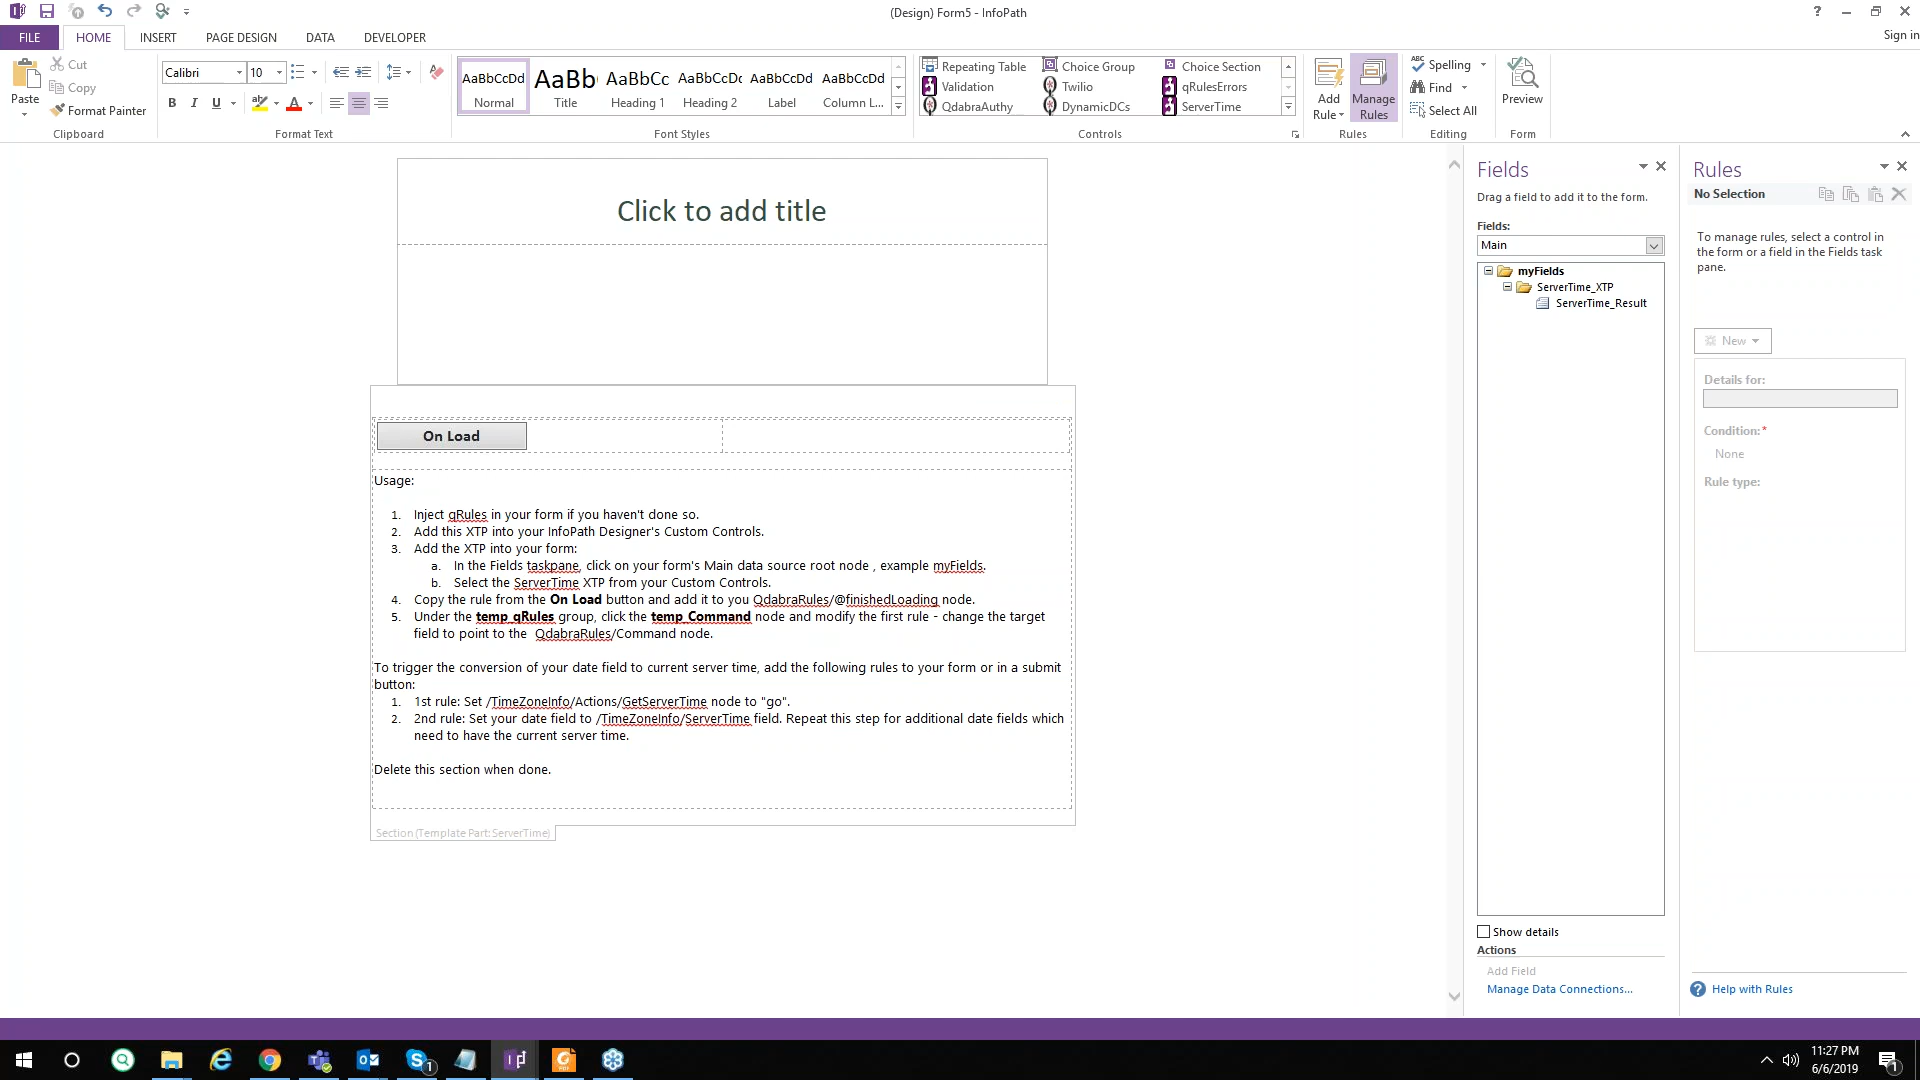 (Design) Form5 - InfoPath
?
FILE HOME INSERT PAGE DESIGN DATA DEVELOPER
Sign in
Paste
Cut
Copy
Format Painter
Clipboard
Calibri 10
B I U A
Format Text
AaBbCcDd AaBb AaBbCc AaBbCcDc AaBbCcDd AaBbCcDd
Normal Title Heading 1 Heading 2 Label Column L...
Font Styles
Repeating Table Choice Group Choice Section
Validation Twilio qRulesErrors
QdabraAuthy DynamicDCs ServerTime
Controls
Add Rule
Manage Rules
Rules
Spelling
Find
Select All
Editing
Preview
Form
Click to add title
On Load
Usage:
1. Inject qRules in your form if you haven't done so.
2. Add this XTP into your InfoPath Designer's Custom Controls.
3. Add the XTP into your form:
a. In the Fields taskpane, click on your form's Main data source root node , example myFields.
b. Select the ServerTime XTP from your Custom Controls.
4. Copy the rule from the On Load button and add it to you QdabraRules/@finishedLoading node.
5. Under the temp_qRules group, click the temp_Command node and modify the first rule - change the target
field to point to the QdabraRules/Command node.
To trigger the conversion of your date field to current server time, add the following rules to your form or in a submit
button:
1. 1st rule: Set /TimeZoneInfo/Actions/GetServerTime node to "go".
2. 2nd rule: Set your date field to /TimeZoneInfo/ServerTime field. Repeat this step for additional date fields which
need to have the current server time.
Delete this section when done.
Section (Template Part: ServerTime)
Fields
Drag a field to add it to the form.
Fields:
Main
myFields
ServerTime_XTP
ServerTime_Result
Show details
Actions
Add Field
Manage Data Connections...
Rules
No Selection
To manage rules, select a control in
the form or a field in the Fields task
pane.
New
Details for:
Condition:*
None
Rule type:
Help with Rules
11:27 PM
6/6/2019
1
1